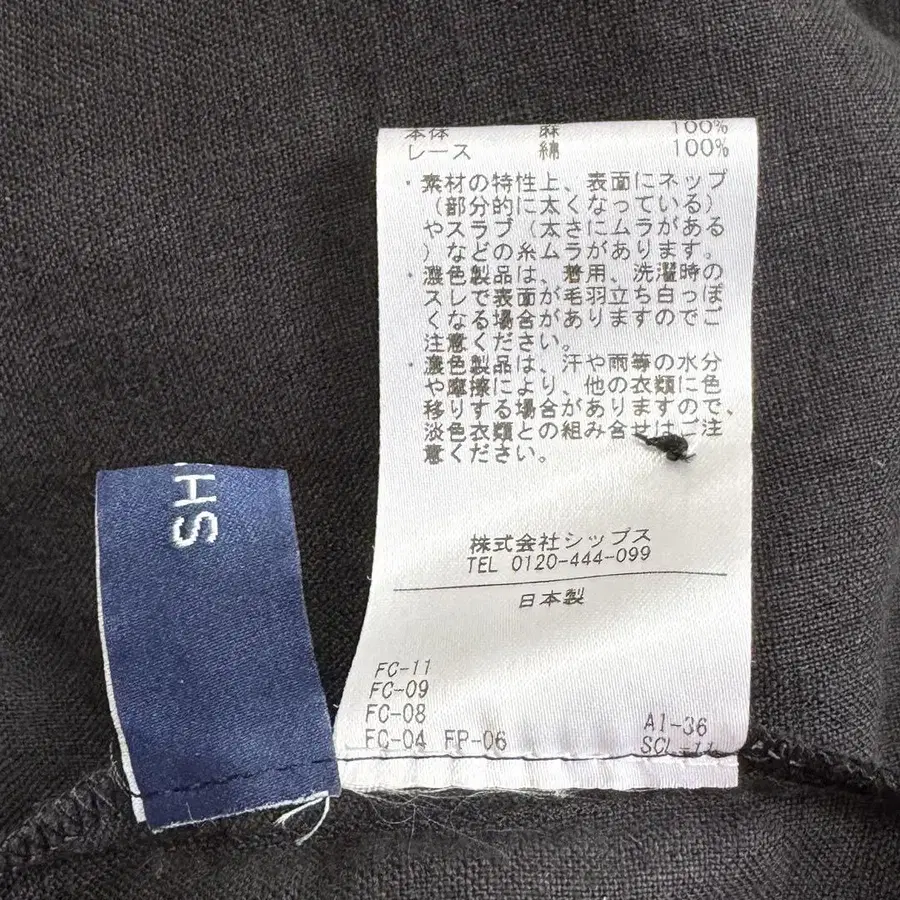 本体 麻 100%
レース 綿 100%
・素材の特性上、表面にネップ
（部分的に太くなっている）
やスラブ（太さにムラがある
）などの糸ムラがあります。
・濃色製品は、着用、洗濯時の
スレで表面が毛羽立ち白っぽ
くなる場合がありますのでご
注意ください。
・濃色製品は、汗や雨等の水分
や摩擦により、他の衣類に色
移りする場合がありますので、
淡色衣類との組み合せはご注
意ください。
株式会社シップス
TEL 0120-444-099
日本製
FC-11
FC-09
FC-08
FC-04 FP-06
AI-36
SCL-11
SH